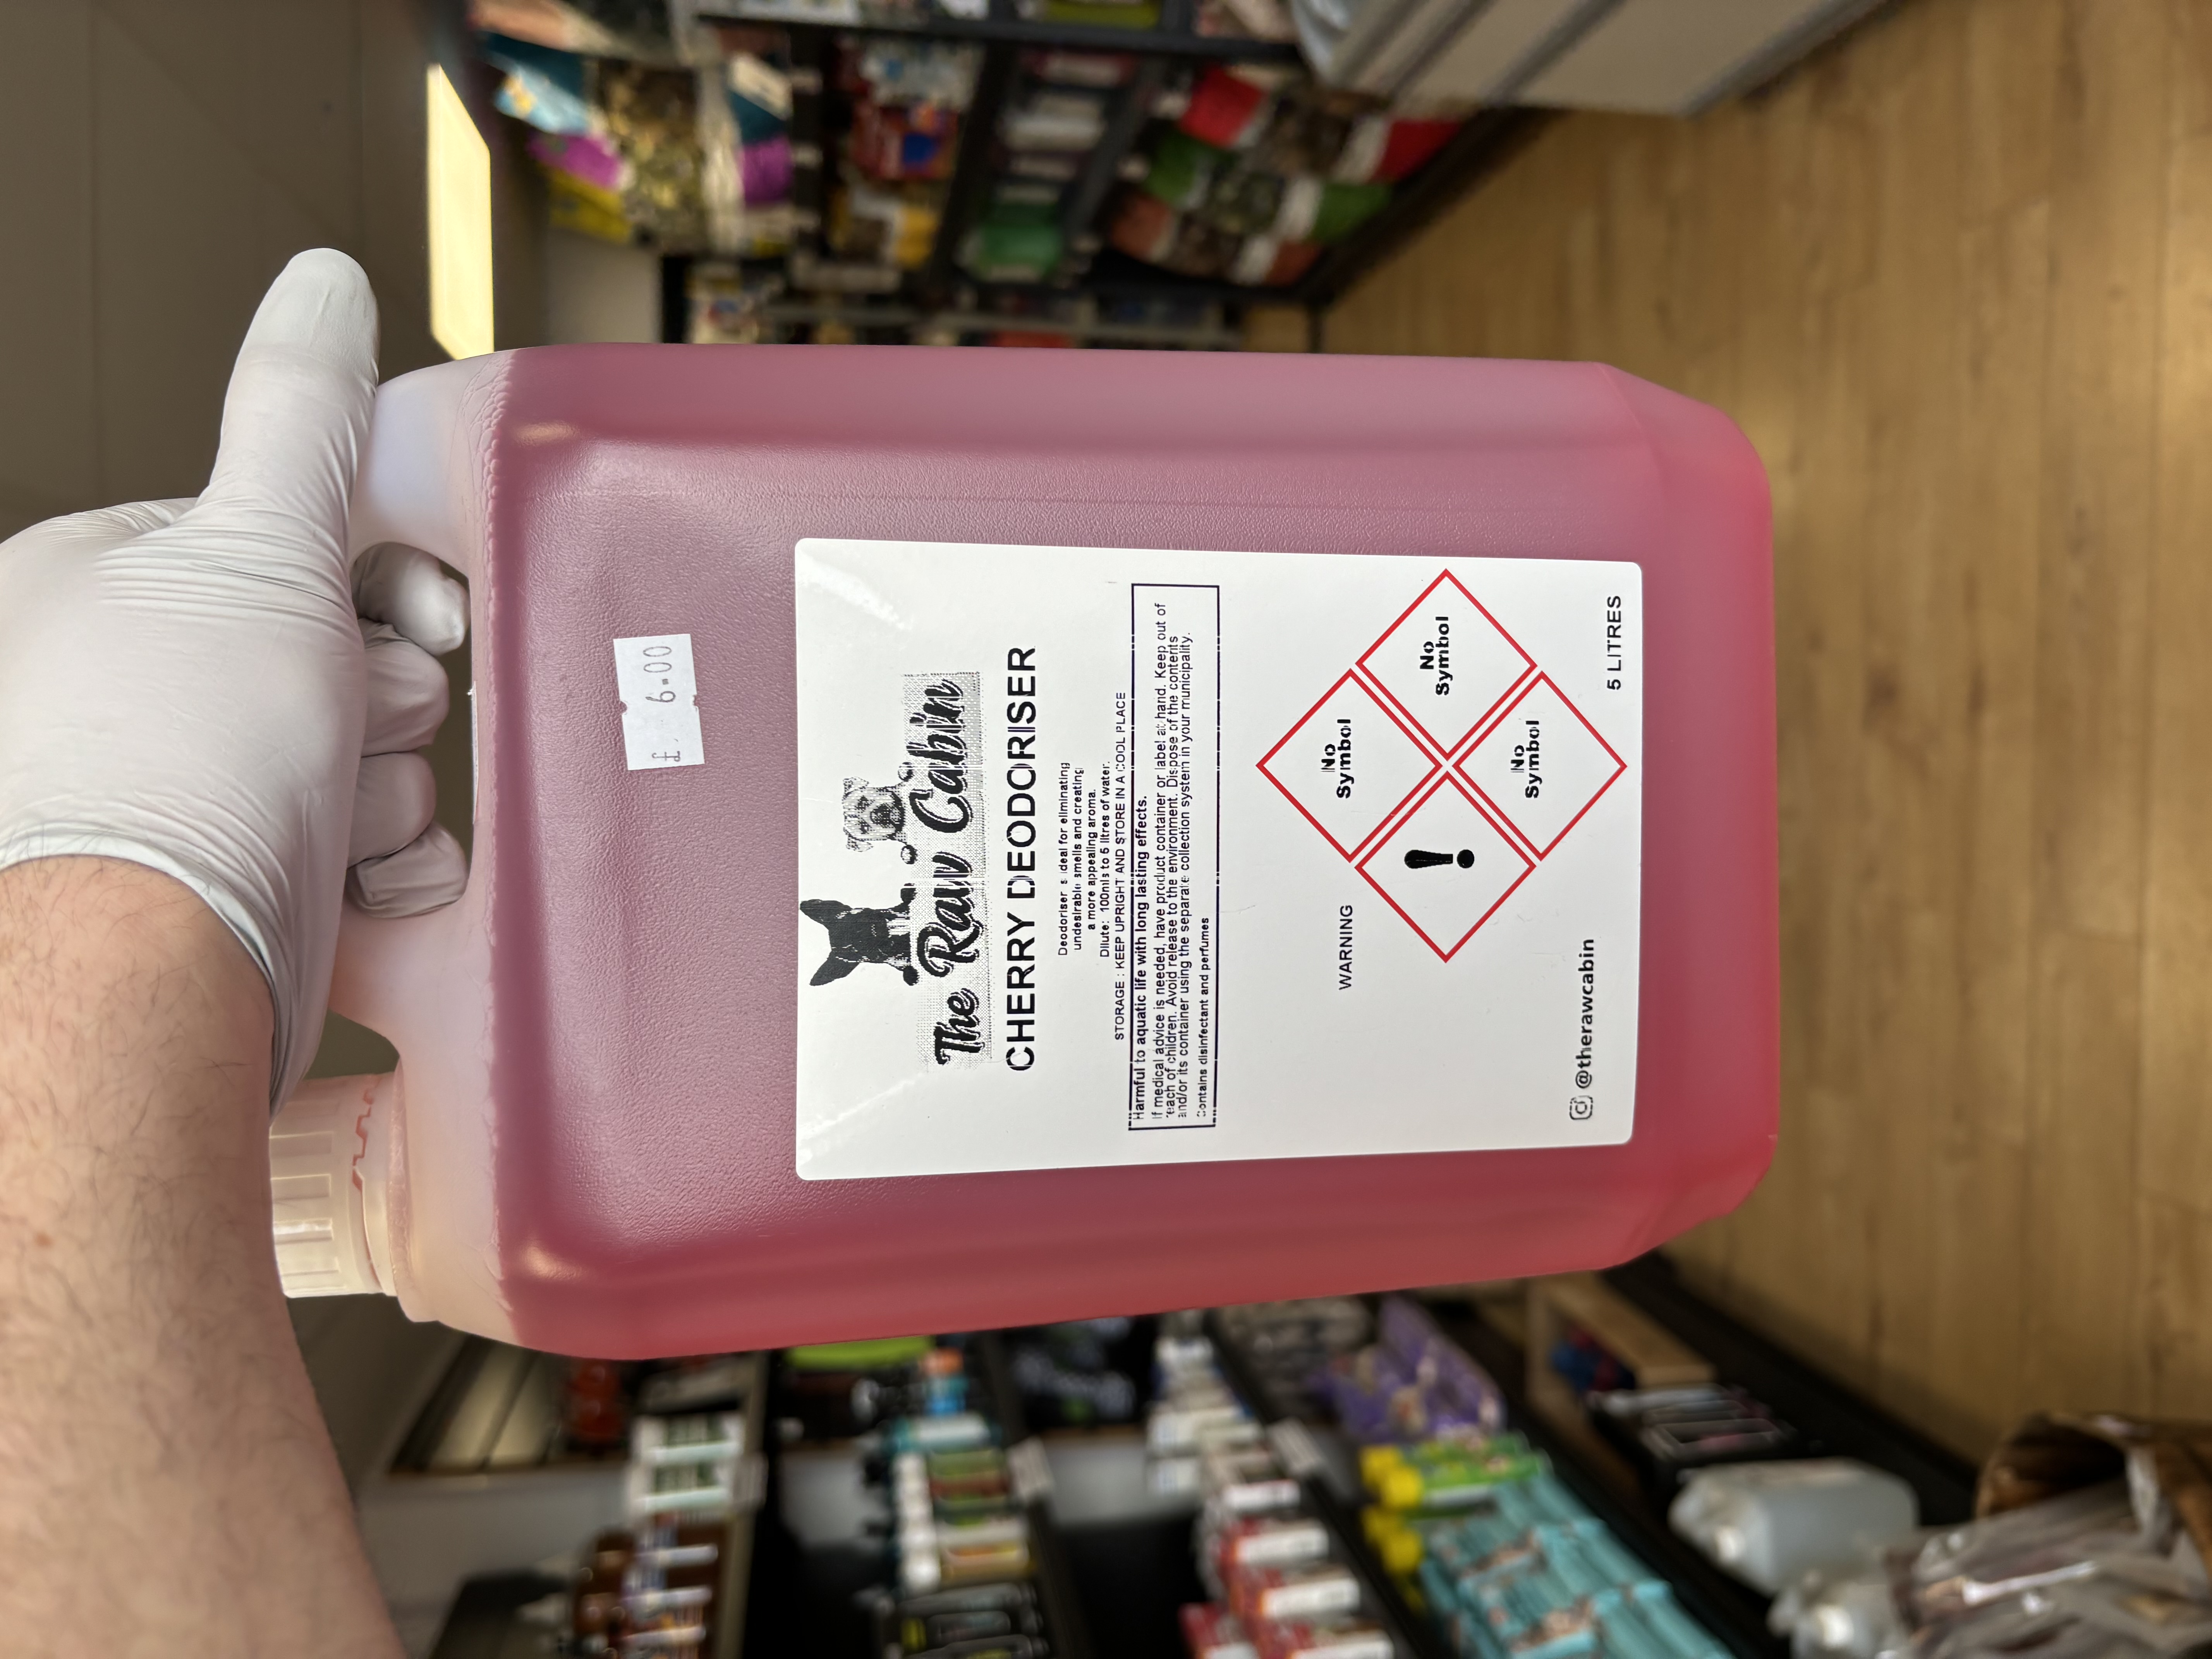 £ 6.00
The Raw Cabin
CHERRY DEODORISER
Deodoriser s ideal for eliminating
undesirable smells and creating
a more appealing aroma.
Dilute: 100mls to 5 litres of water.
STORAGE : KEEP UPRIGHT AND STORE IN A COOL PLACE
Harmful to aquatic life with long lasting effects.
If medical advice is needed, have product container or label at hand. Keep out of
reach of children. Avoid release to the environment. Dispose of the contents
and/or its container using the separate collection system in your municipality.
Contains disinfectant and perfumes
WARNING
No
Symbol
!
No
Symbol
No
Symbol
@therawcabin
5 LITRES